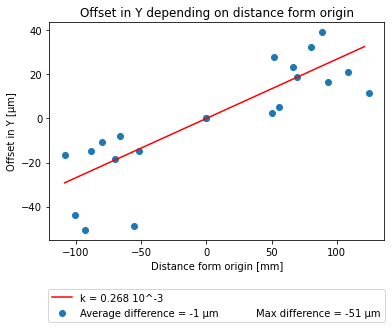 Offset in Y depending on distance form origin
Offset in Y [μm]
40
20
0
−20
−40
−100
−50
0
50
100
Distance form origin [mm]
k = 0.268 10^-3
Average difference = -1 μm Max difference = -51 μm